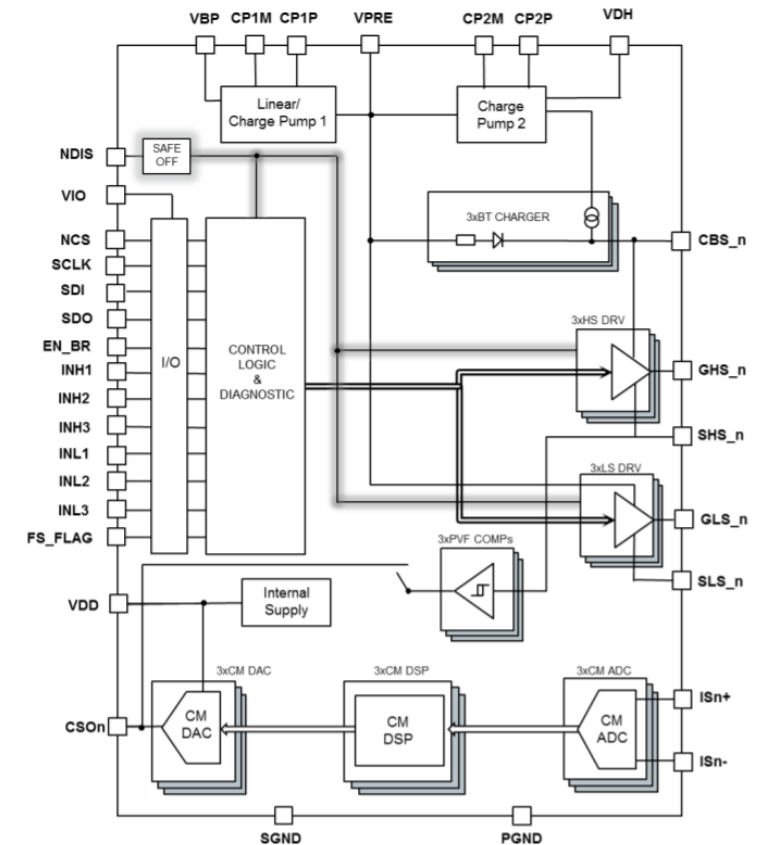 VBP CP1M CP1P VPRE CP2M CP2P VDH
Linear/
Charge Pump 1
Charge
Pump 2
NDIS
SAFE
OFF
VIO
3xBT CHARGER
NCS
CBS_n
SCLK
SDI
SDO
3xHS DRV
EN_BR
I/O
CONTROL
LOGIC
&
DIAGNOSTIC
INH1
GHS_n
INH2
INH3
SHS_n
INL1
3xLS DRV
INL2
INL3
GLS_n
FS_FLAG
3xPVF COMPs
SLS_n
VDD
Internal
Supply
3xCM DAC
3xCM DSP
3xCM ADC
ISn+
CSOn
CM
DAC
CM
DSP
CM
ADC
ISn-
SGND
PGND